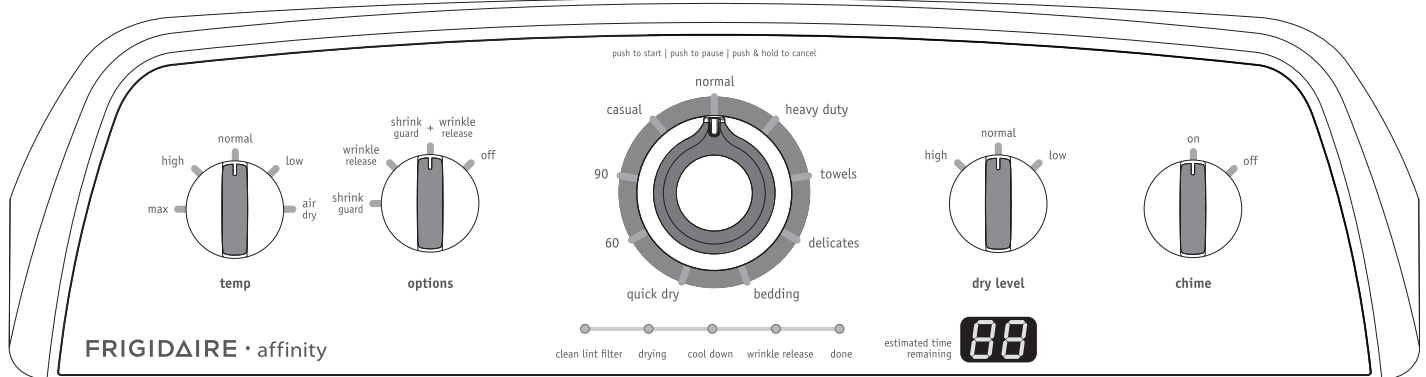 push to start | push to pause | push & hold to cancel
normal
casual
heavy duty
90
towels
60
delicates
quick dry
bedding
normal
high
low
max
air
dry
temp
shrink + wrinkle
guard release
wrinkle
release
off
shrink
guard
options
normal
high
low
dry level
on
off
chime
FRIGIDAIRE · affinity
clean lint filter
drying
cool down
wrinkle release
done
estimated time
remaining
88